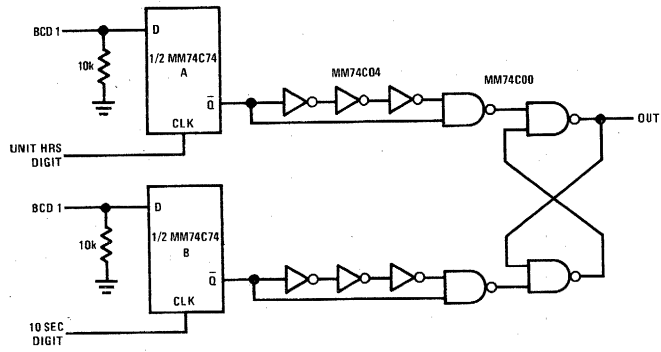 BCD 1
D
10k
1/2 MM74C74
A
Q
CLK
UNIT HRS
DIGIT
MM74C04
MM74C00
OUT
BCD 1
D
10k
1/2 MM74C74
B
Q
CLK
10 SEC
DIGIT